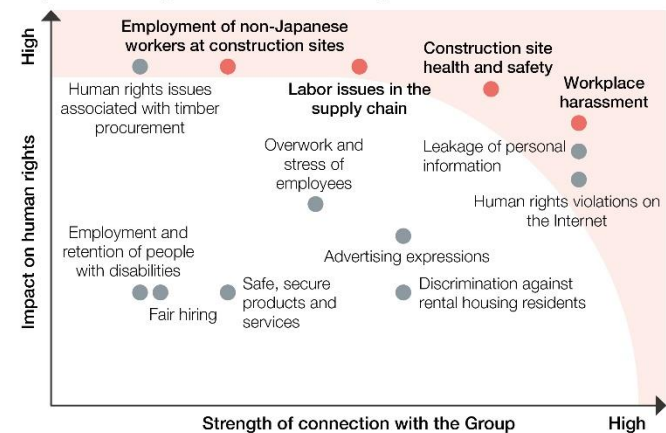 High
Impact on human rights
Employment of non-Japanese
workers at construction sites
Human rights issues
associated with timber
procurement
Labor issues in the
supply chain
Construction site
health and safety
Workplace
harassment
Overwork and
stress of
employees
Leakage of personal
information
Human rights violations on
the Internet
Employment and
retention of people
with disabilities
Fair hiring
Safe, secure
products and
services
Advertising expressions
Discrimination against
rental housing residents
Strength of connection with the Group
High